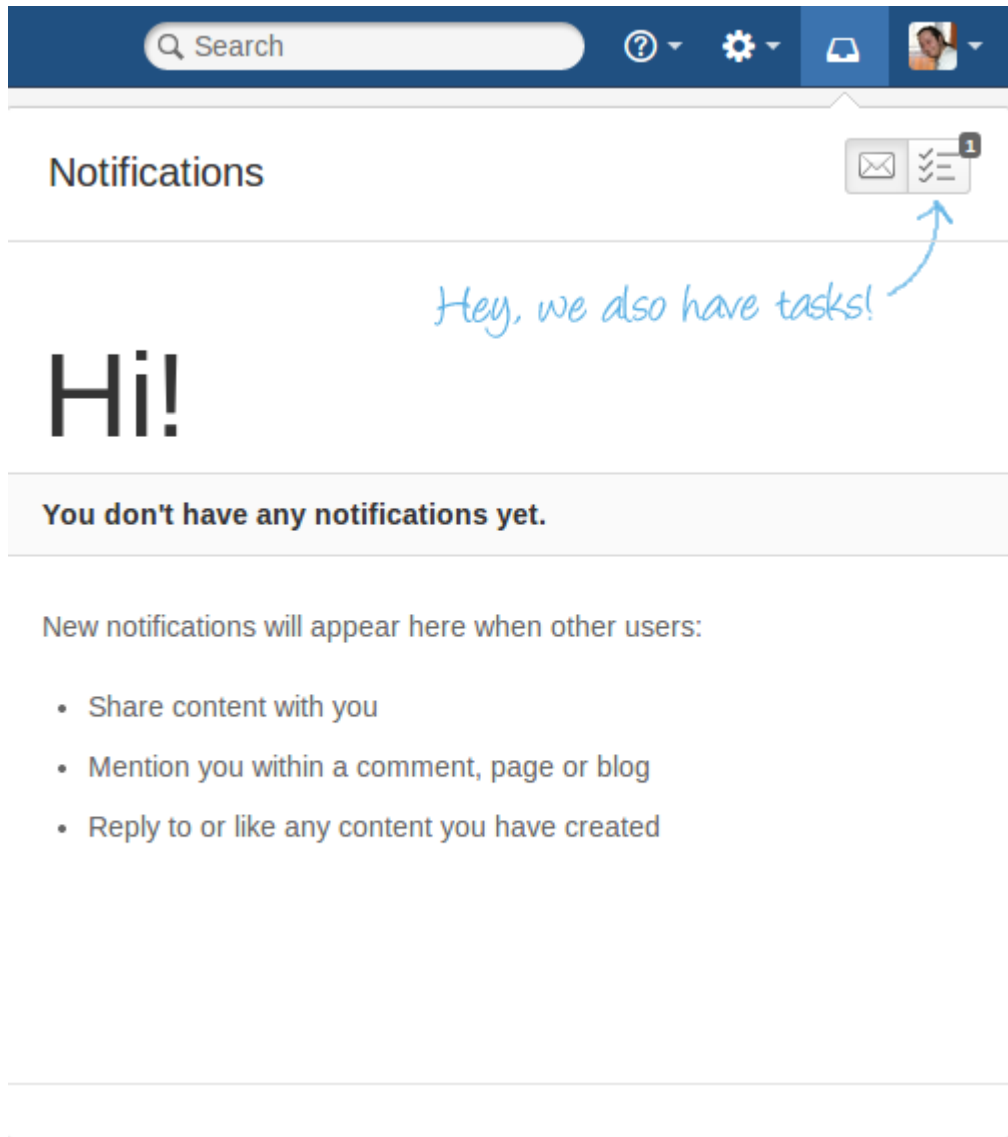 Search
Notifications
1
Hey, we also have tasks!
Hi!
You don't have any notifications yet.
New notifications will appear here when other users:
• Share content with you
• Mention you within a comment, page or blog
• Reply to or like any content you have created